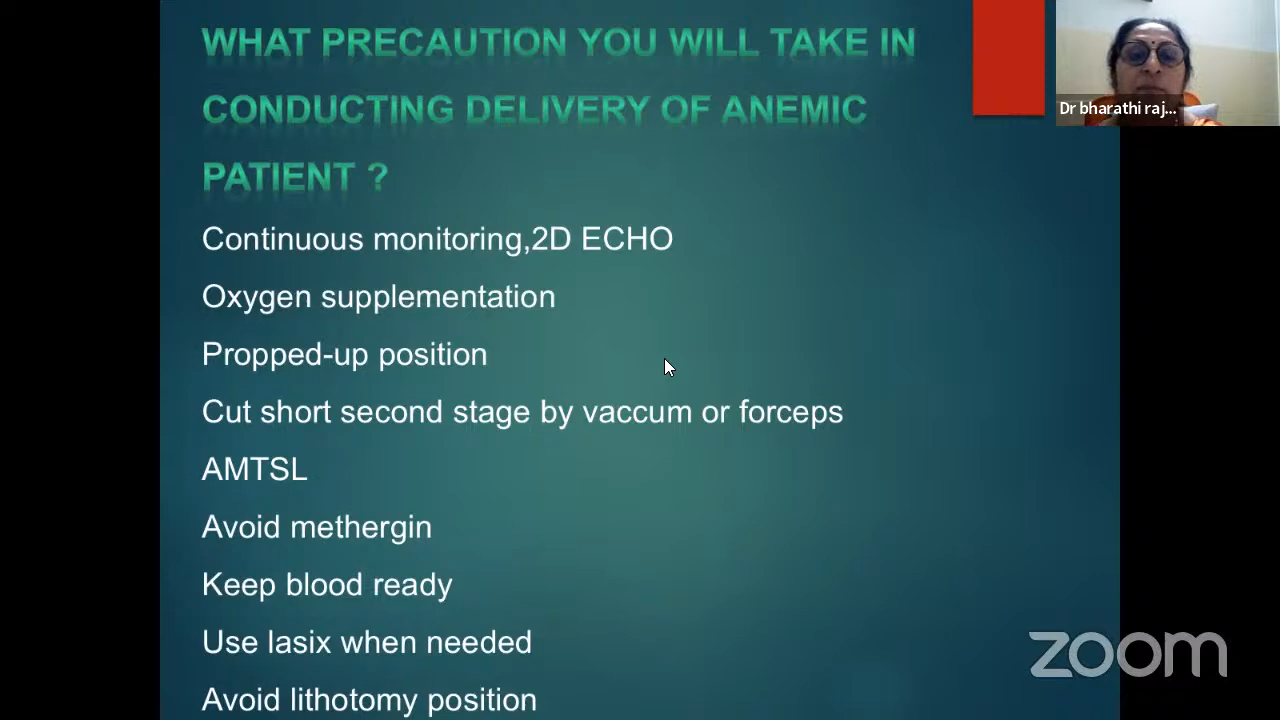 WHAT PRECAUTION YOU WILL TAKE IN
CONDUCTING DELIVERY OF ANEMIC
PATIENT ?
Dr bharathi raj...
Continuous monitoring,2D ECHO
Oxygen supplementation
Propped-up position
Cut short second stage by vaccum or forceps
AMTSL
Avoid methergin
Keep blood ready
Use lasix when needed
Avoid lithotomy position
zoom